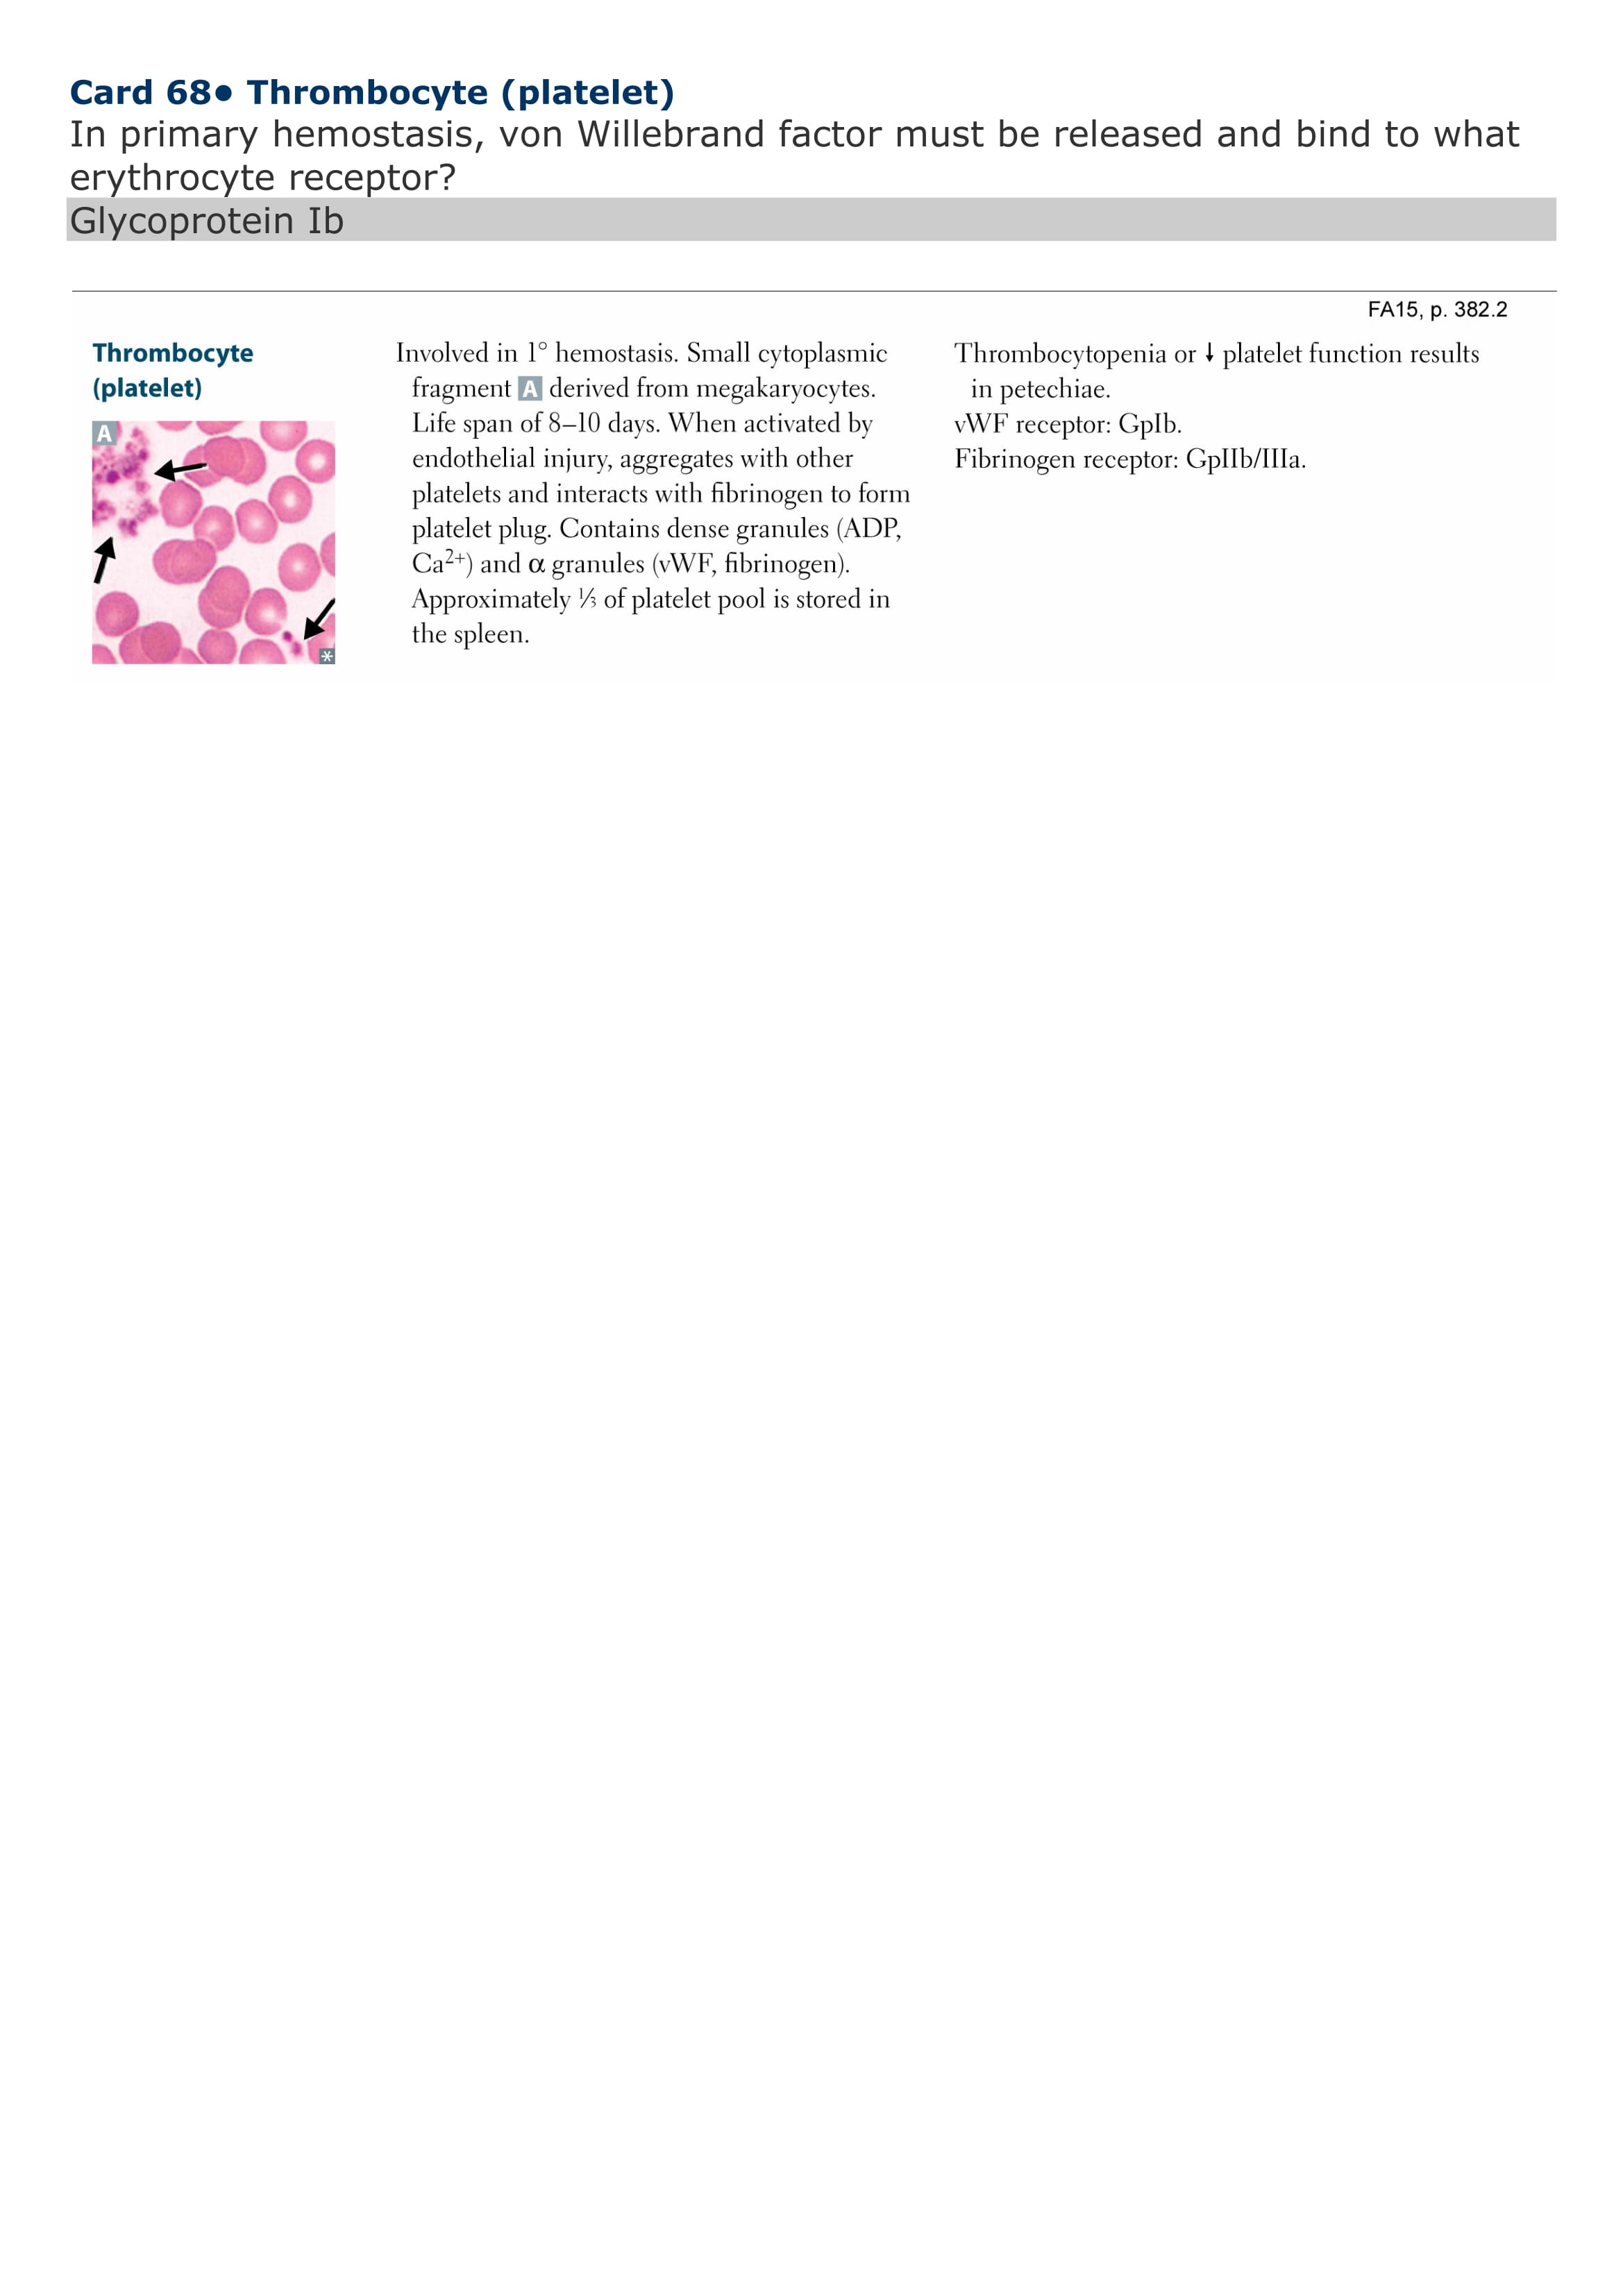 Card 68● Thrombocyte (platelet)
In primary hemostasis, von Willebrand factor must be released and bind to what
erythrocyte receptor?
Glycoprotein Ib
FA15, p. 382.2
Thrombocyte
(platelet)
A
*
Involved in 1° hemostasis. Small cytoplasmic
fragment A derived from megakaryocytes.
Life span of 8–10 days. When activated by
endothelial injury, aggregates with other
platelets and interacts with fibrinogen to form
platelet plug. Contains dense granules (ADP,
Ca²⁺) and α granules (vWF, fibrinogen).
Approximately ⅓ of platelet pool is stored in
the spleen.
Thrombocytopenia or ↓ platelet function results
in petechiae.
vWF receptor: GpIb.
Fibrinogen receptor: GpIIb/IIIa.